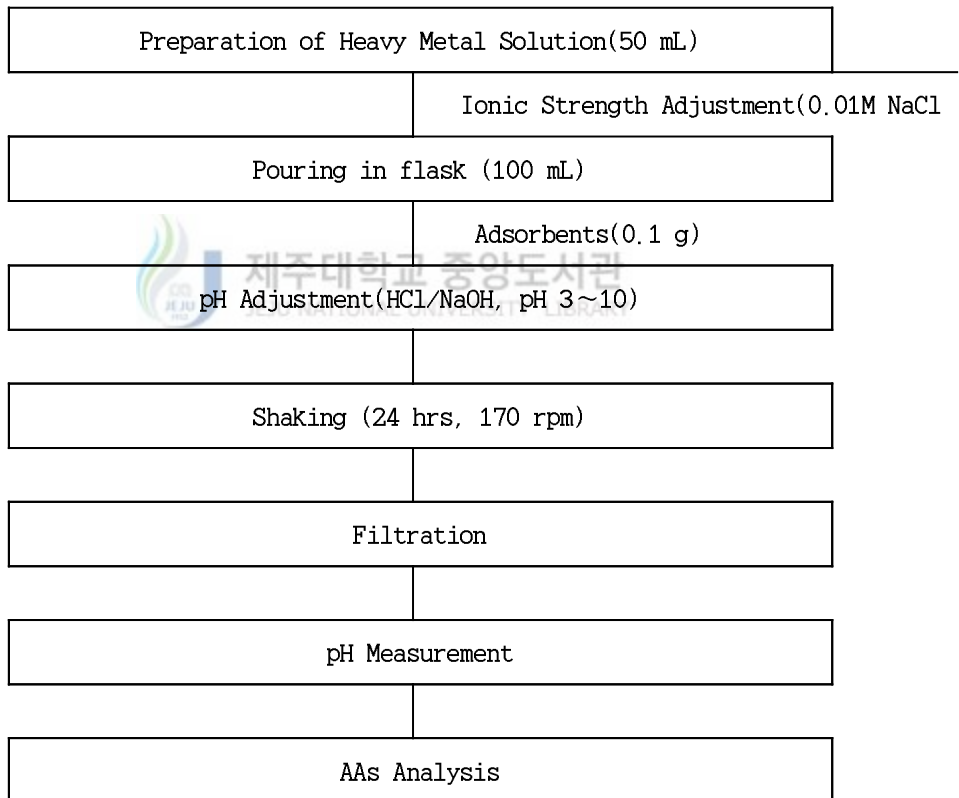 Preparation of Heavy Metal Solution(50 mL)
Ionic Strength Adjustment(0.01M NaCl
Pouring in flask (100 mL)
Adsorbents(0.1 g)
제주대학교 중앙도서관
pH Adjustment(HCl/NaOH, pH 3~10)
JEJU NATIONAL UNIVERSITY LIBRARY
JEJU
1952
Shaking (24 hrs, 170 rpm)
Filtration
pH Measurement
AAs Analysis